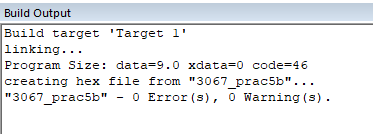 Build Output
Build target 'Target 1'
linking...
Program Size: data=9.0 xdata=0 code=46
creating hex file from "3067_prac5b"...
"3067_prac5b" - 0 Error(s), 0 Warning(s).